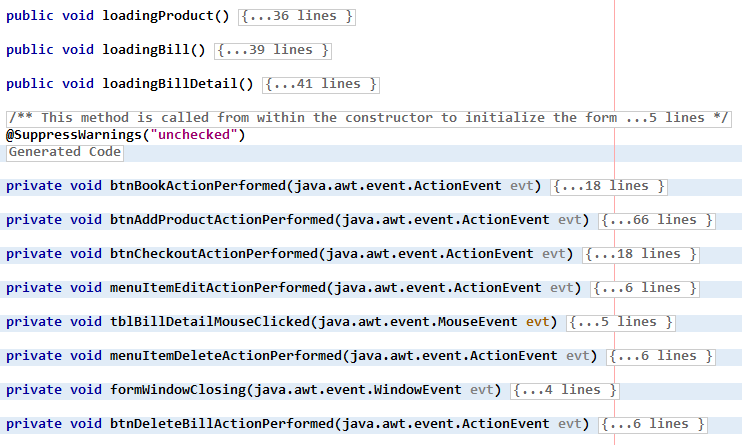 public void loadingProduct() {...36 lines }
public void loadingBill() {...39 lines }
public void loadingBillDetail() {...41 lines }
/** This method is called from within the constructor to initialize the form ...5 lines */
@SuppressWarnings("unchecked")
Generated Code
private void btnBookActionPerformed(java.awt.event.ActionEvent evt) {...18 lines }
private void btnAddProductActionPerformed(java.awt.event.ActionEvent evt) {...66 lines }
private void btnCheckoutActionPerformed(java.awt.event.ActionEvent evt) {...18 lines }
private void menuItemEditActionPerformed(java.awt.event.ActionEvent evt) {...6 lines }
private void tblBillDetailMouseClicked(java.awt.event.MouseEvent evt) {...5 lines }
private void menuItemDeleteActionPerformed(java.awt.event.ActionEvent evt) {...6 lines }
private void formWindowClosing(java.awt.event.WindowEvent evt) {...4 lines }
private void btnDeleteBillActionPerformed(java.awt.event.ActionEvent evt) {...6 lines }